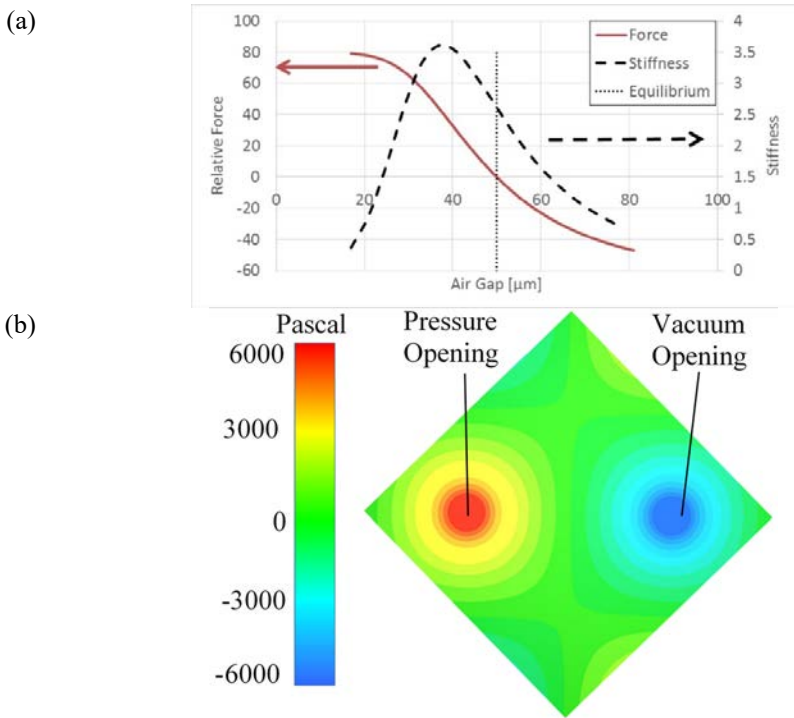 (a)
100
80
60
40
20
0
-20
-40
-60
Relative Force
0
20
40
60
80
100
Air Gap [µm]
4
3.5
3
2.5
2
1.5
1
0.5
0
Stiffness
Force
Stiffness
Equilibrium
(b)
Pascal
6000
3000
0
-3000
-6000
Pressure
Opening
Vacuum
Opening